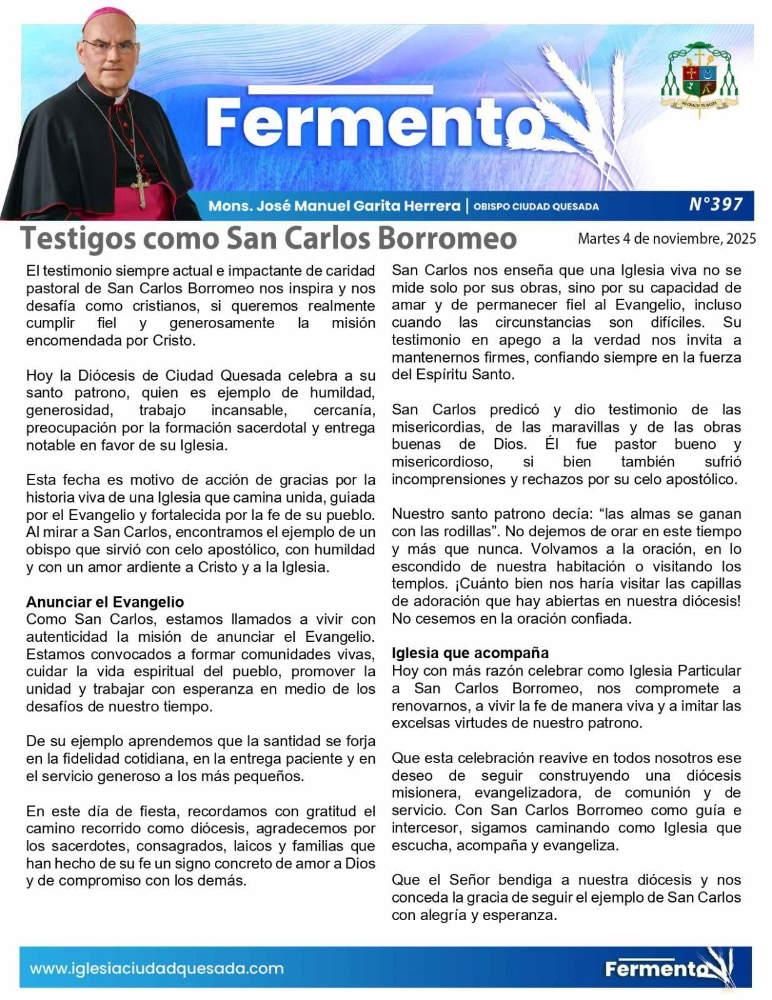 Fermento
MI GRACIA TE BASTA
Mons. José Manuel Garita Herrera | OBISPO CIUDAD QUESADA
N°397
Testigos como San Carlos Borromeo
Martes 4 de noviembre, 2025
El testimonio siempre actual e impactante de caridad
pastoral de San Carlos Borromeo nos inspira y nos
desafía como cristianos, si queremos realmente
cumplir fiel y generosamente la misión
encomendada por Cristo.
Hoy la Diócesis de Ciudad Quesada celebra a su
santo patrono, quien es ejemplo de humildad,
generosidad, trabajo incansable, cercanía,
preocupación por la formación sacerdotal y entrega
notable en favor de su Iglesia.
Esta fecha es motivo de acción de gracias por la
historia viva de una Iglesia que camina unida, guiada
por el Evangelio y fortalecida por la fe de su pueblo.
Al mirar a San Carlos, encontramos el ejemplo de un
obispo que sirvió con celo apostólico, con humildad
y con un amor ardiente a Cristo y a la Iglesia.
Anunciar el Evangelio
Como San Carlos, estamos llamados a vivir con
autenticidad la misión de anunciar el Evangelio.
Estamos convocados a formar comunidades vivas,
cuidar la vida espiritual del pueblo, promover la
unidad y trabajar con esperanza en medio de los
desafíos de nuestro tiempo.
De su ejemplo aprendemos que la santidad se forja
en la fidelidad cotidiana, en la entrega paciente y en
el servicio generoso a los más pequeños.
En este día de fiesta, recordamos con gratitud el
camino recorrido como diócesis, agradecemos por
los sacerdotes, consagrados, laicos y familias que
han hecho de su fe un signo concreto de amor a Dios
y de compromiso con los demás.
San Carlos nos enseña que una Iglesia viva no se
mide solo por sus obras, sino por su capacidad de
amar y de permanecer fiel al Evangelio, incluso
cuando las circunstancias son difíciles. Su
testimonio en apego a la verdad nos invita a
mantenernos firmes, confiando siempre en la fuerza
del Espíritu Santo.
San Carlos predicó y dio testimonio de las
misericordias, de las maravillas y de las obras
buenas de Dios. Él fue pastor bueno y
misericordioso, si bien también sufrió
incomprensiones y rechazos por su celo apostólico.
Nuestro santo patrono decía: “las almas se ganan
con las rodillas”. No dejemos de orar en este tiempo
y más que nunca. Volvamos a la oración, en lo
escondido de nuestra habitación o visitando los
templos. ¡Cuánto bien nos haría visitar las capillas
de adoración que hay abiertas en nuestra diócesis!
No cesemos en la oración confiada.
Iglesia que acompaña
Hoy con más razón celebrar como Iglesia Particular
a San Carlos Borromeo, nos compromete a
renovarnos, a vivir la fe de manera viva y a imitar las
excelsas virtudes de nuestro patrono.
Que esta celebración reavive en todos nosotros ese
deseo de seguir construyendo una diócesis
misionera, evangelizadora, de comunión y de
servicio. Con San Carlos Borromeo como guía e
intercesor, sigamos caminando como Iglesia que
escucha, acompaña y evangeliza.
Que el Señor bendiga a nuestra diócesis y nos
conceda la gracia de seguir el ejemplo de San Carlos
con alegría y esperanza.
www.iglesiaciudadquesada.com
Fermento